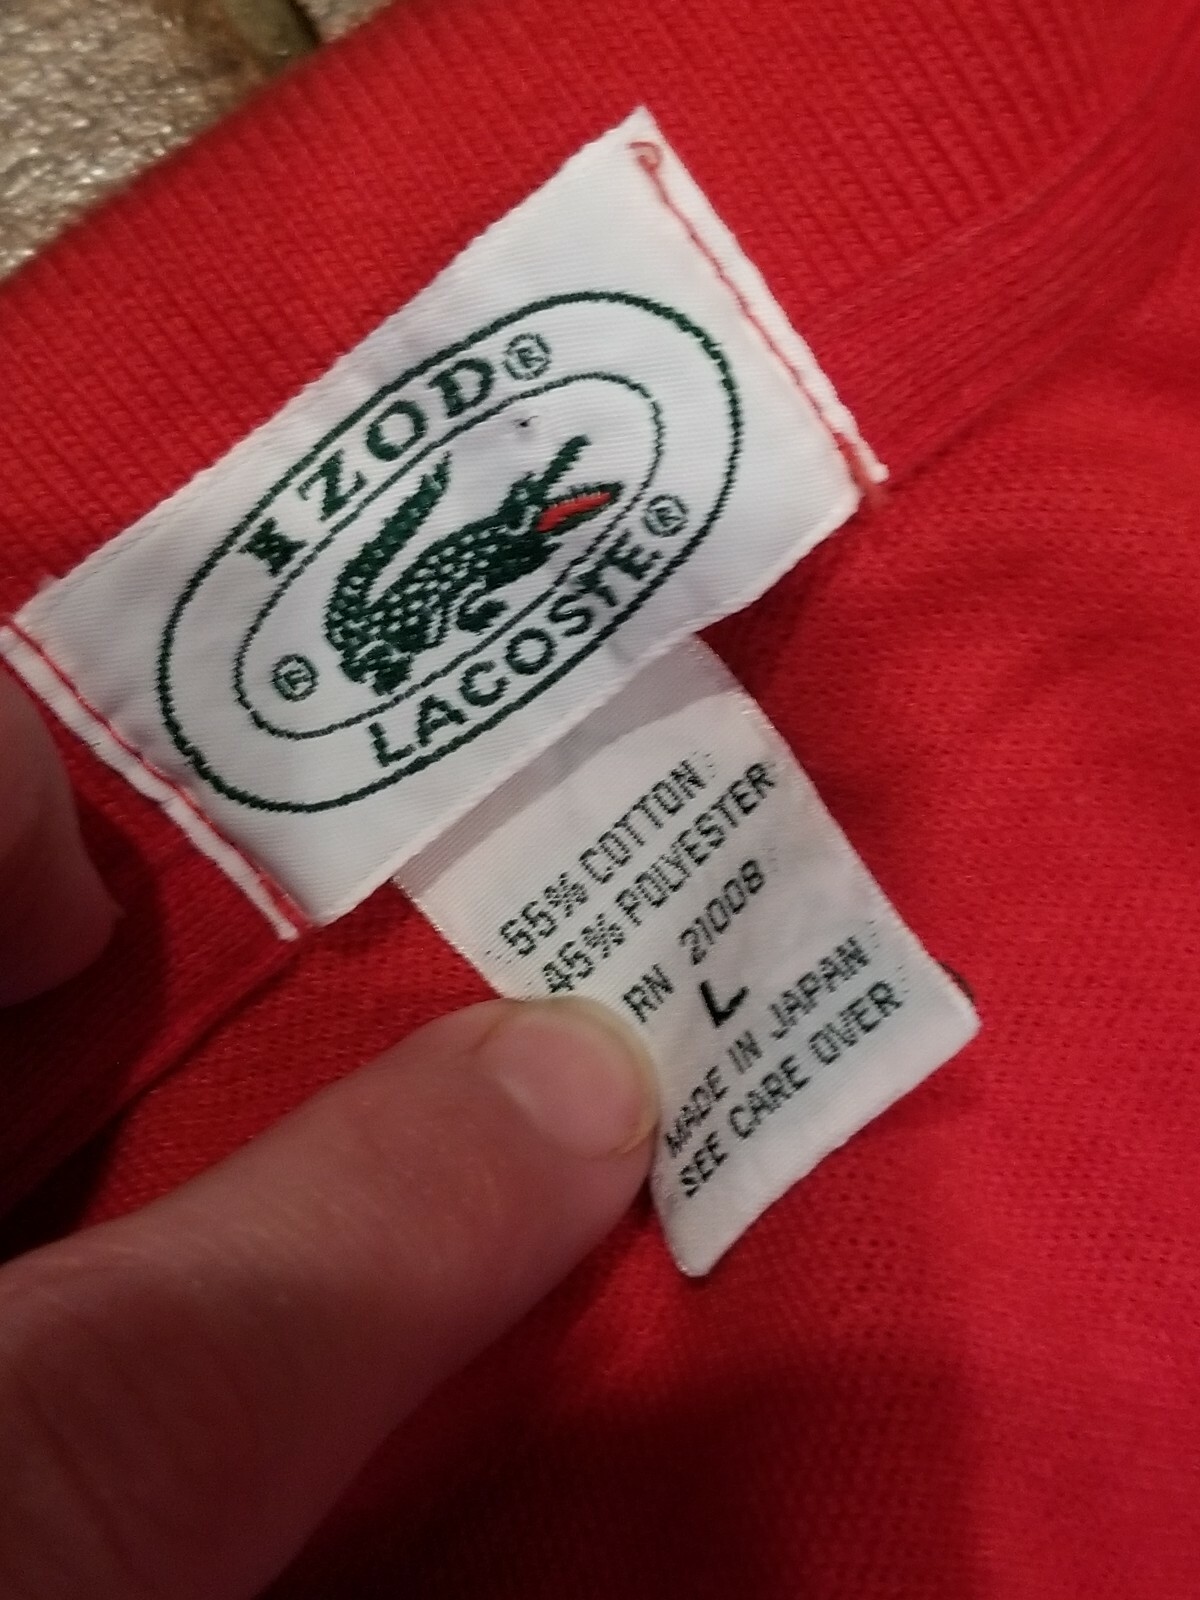 IZOD®
®
LACOSTE®
55% COTTON
45% POLYESTER
RN 21008
L
MADE IN JAPAN
SEE CARE OVER